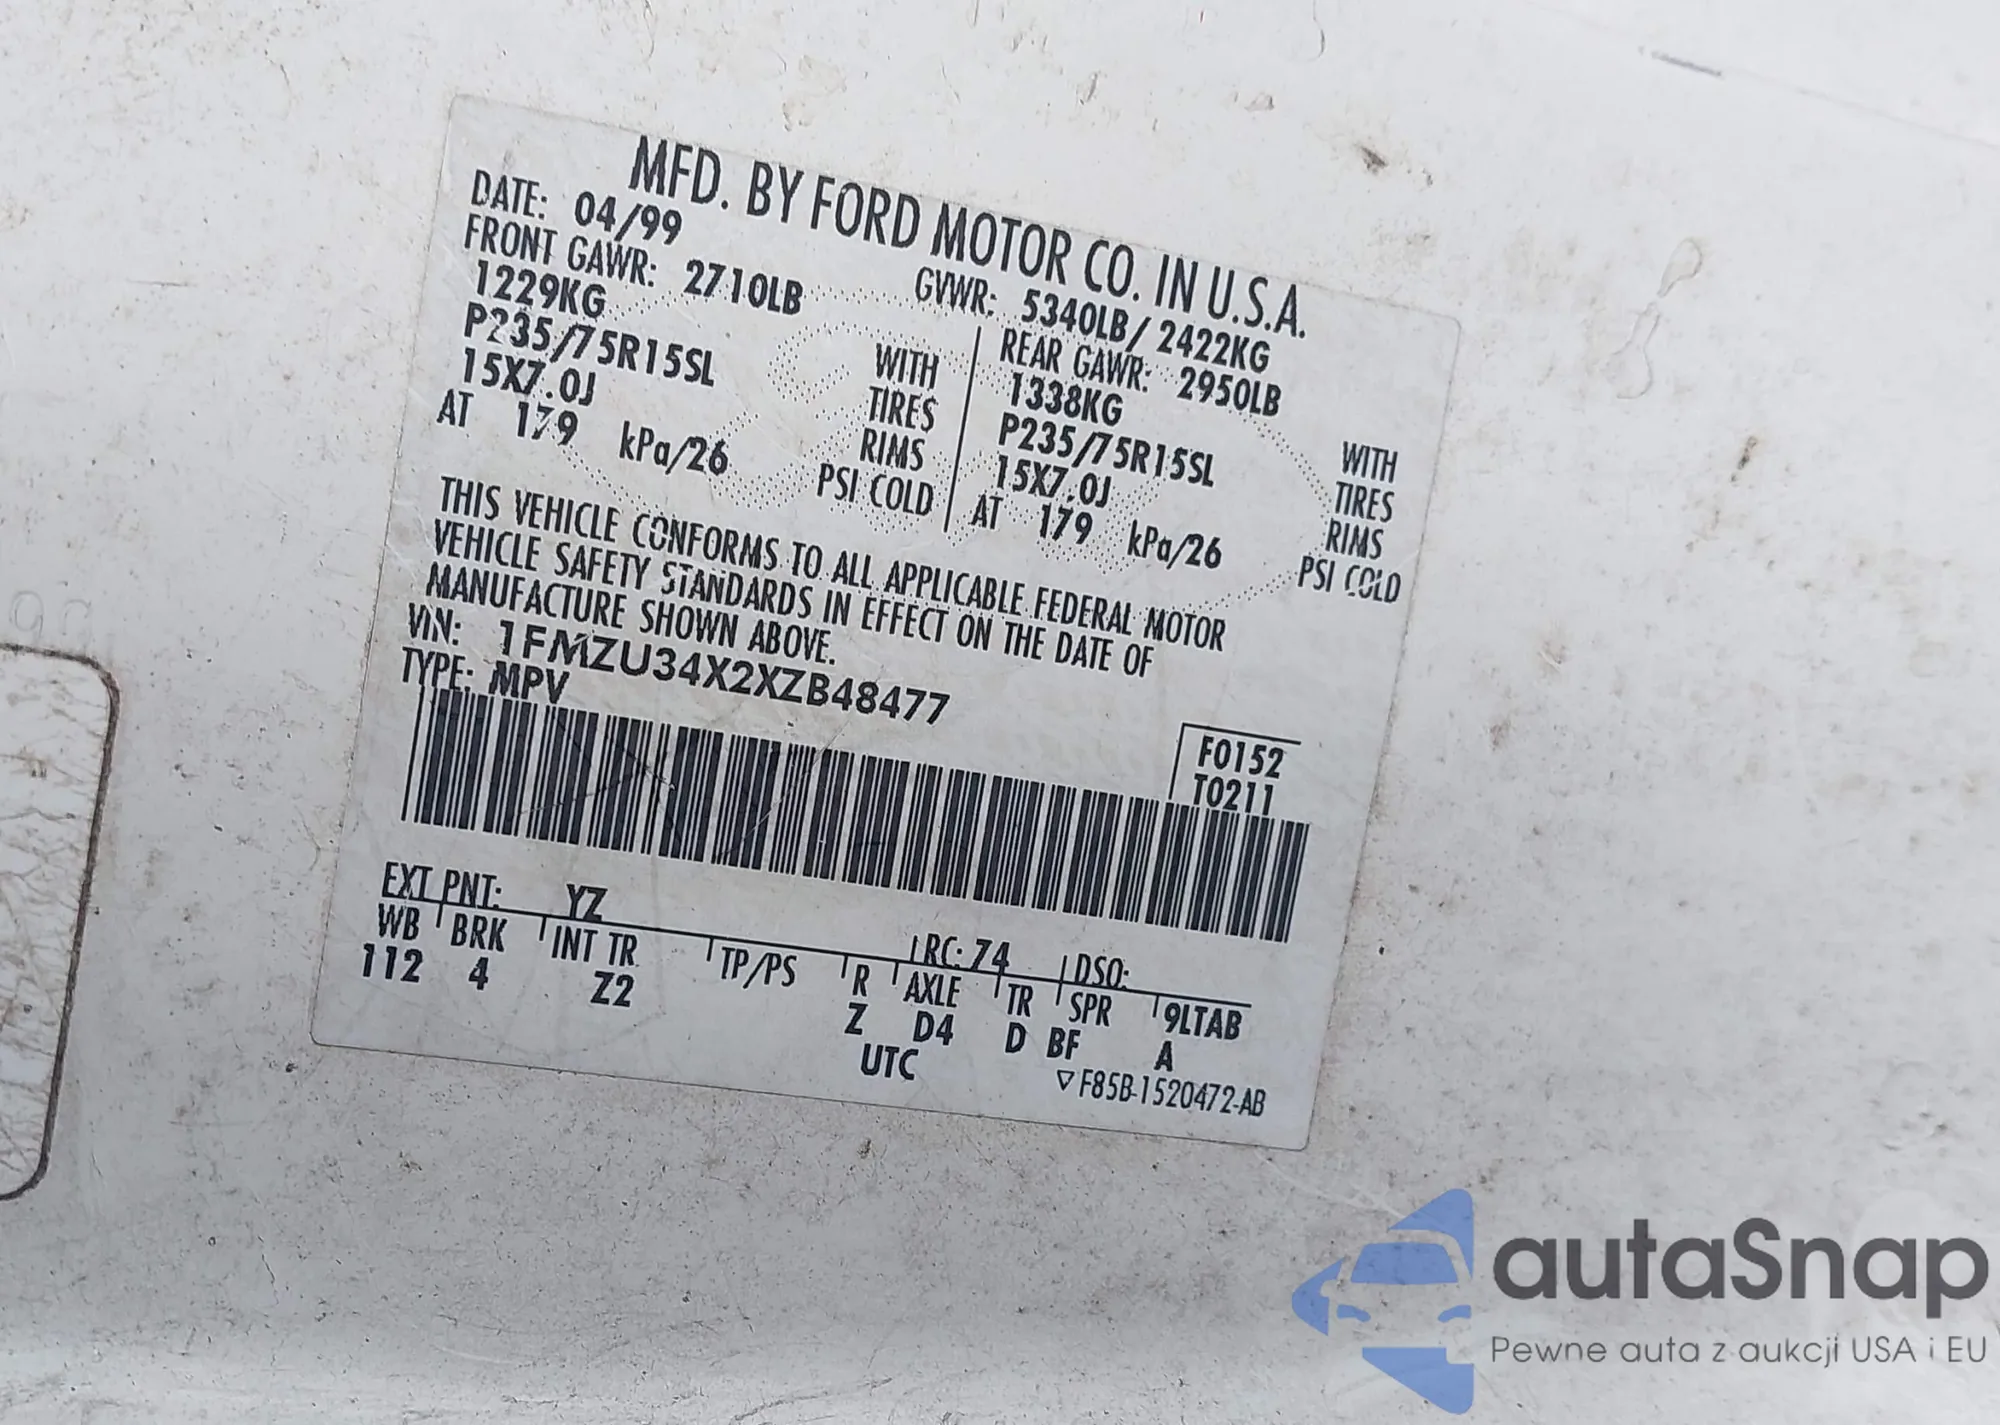 MFD. BY FORD MOTOR CO. IN U.S.A.
DATE: 04/99 GVWR: 5340LB/ 2422KG
FRONT GAWR: 2710LB REAR GAWR: 2950LB
1229KG WITH 1338KG WITH
P235/75R15SL TIRES P235/75R15SL TIRES
15X7.0J RIMS 15X7.0J RIMS
AT 179 kPa/26 PSI COLD AT 179 kPa/26 PSI COLD
THIS VEHICLE CONFORMS TO ALL APPLICABLE FEDERAL MOTOR
VEHICLE SAFETY STANDARDS IN EFFECT ON THE DATE OF
MANUFACTURE SHOWN ABOVE.
VIN: 1FMZU34X2XZB48477
TYPE: MPV
F0152
T0211
EXT PNT: YZ RC: 74 DSO:
WB BRK INT TR TP/PS R AXLE TR SPR 9LTAB
112 4 Z2 Z D4 D BF A
UTC
▽F85B-1520472-AB
autaSnap
Pewne auta z aukcji USA i EU